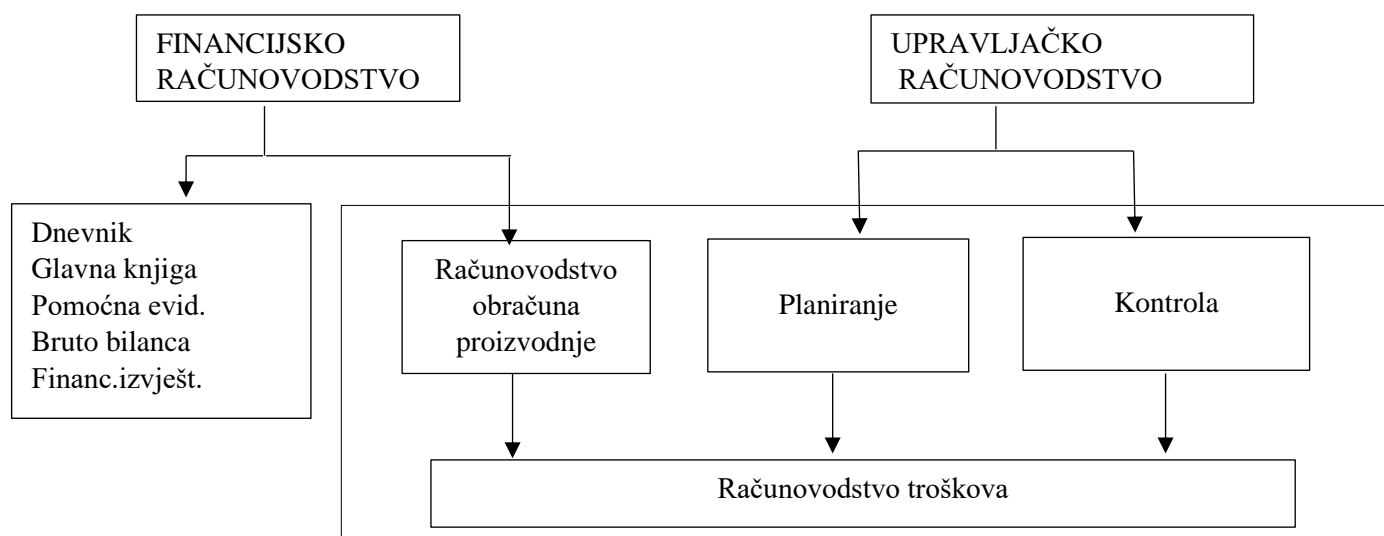 FINANCIJSKO
RAČUNOVODSTVO
UPRAVLJAČKO
RAČUNOVODSTVO
Dnevnik
Glavna knjiga
Pomoćna evid.
Bruto bilanca
Financ.izvješt.
Računovodstvo
obračuna
proizvodnje
Planiranje
Kontrola
Računovodstvo troškova